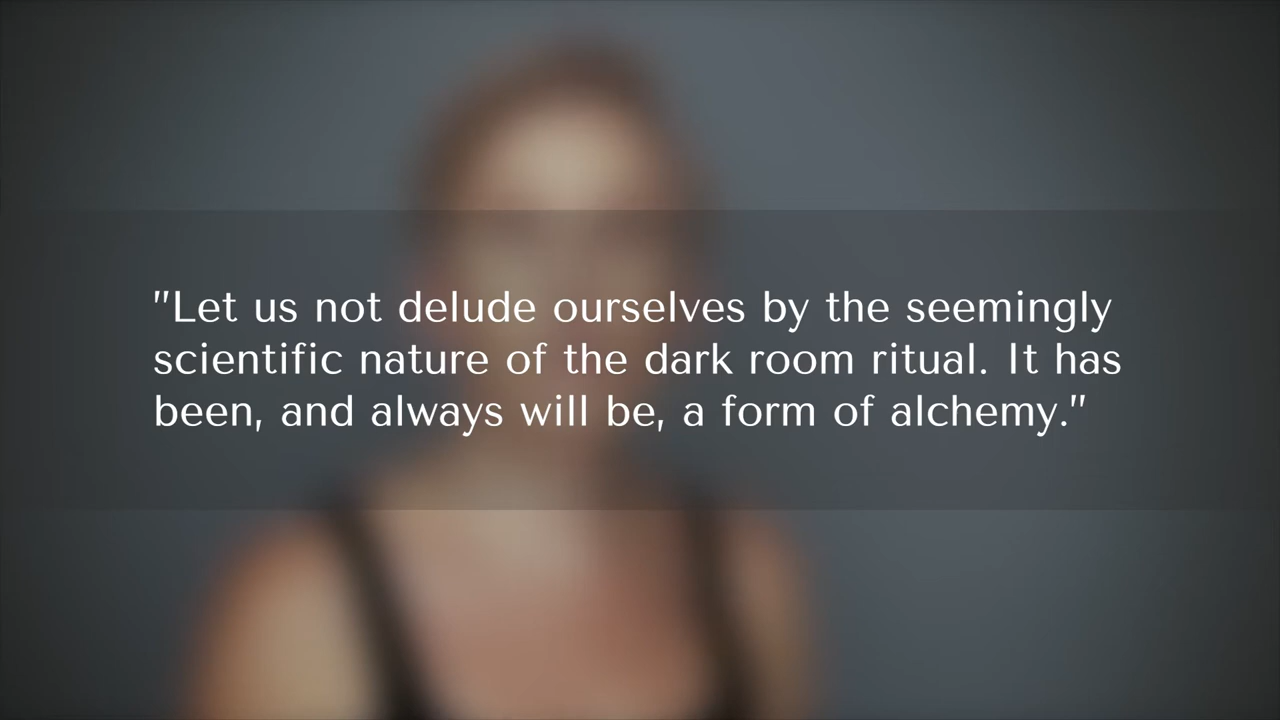 "Let us not delude ourselves by the seemingly
scientific nature of the dark room ritual. It has
been, and always will be, a form of alchemy."